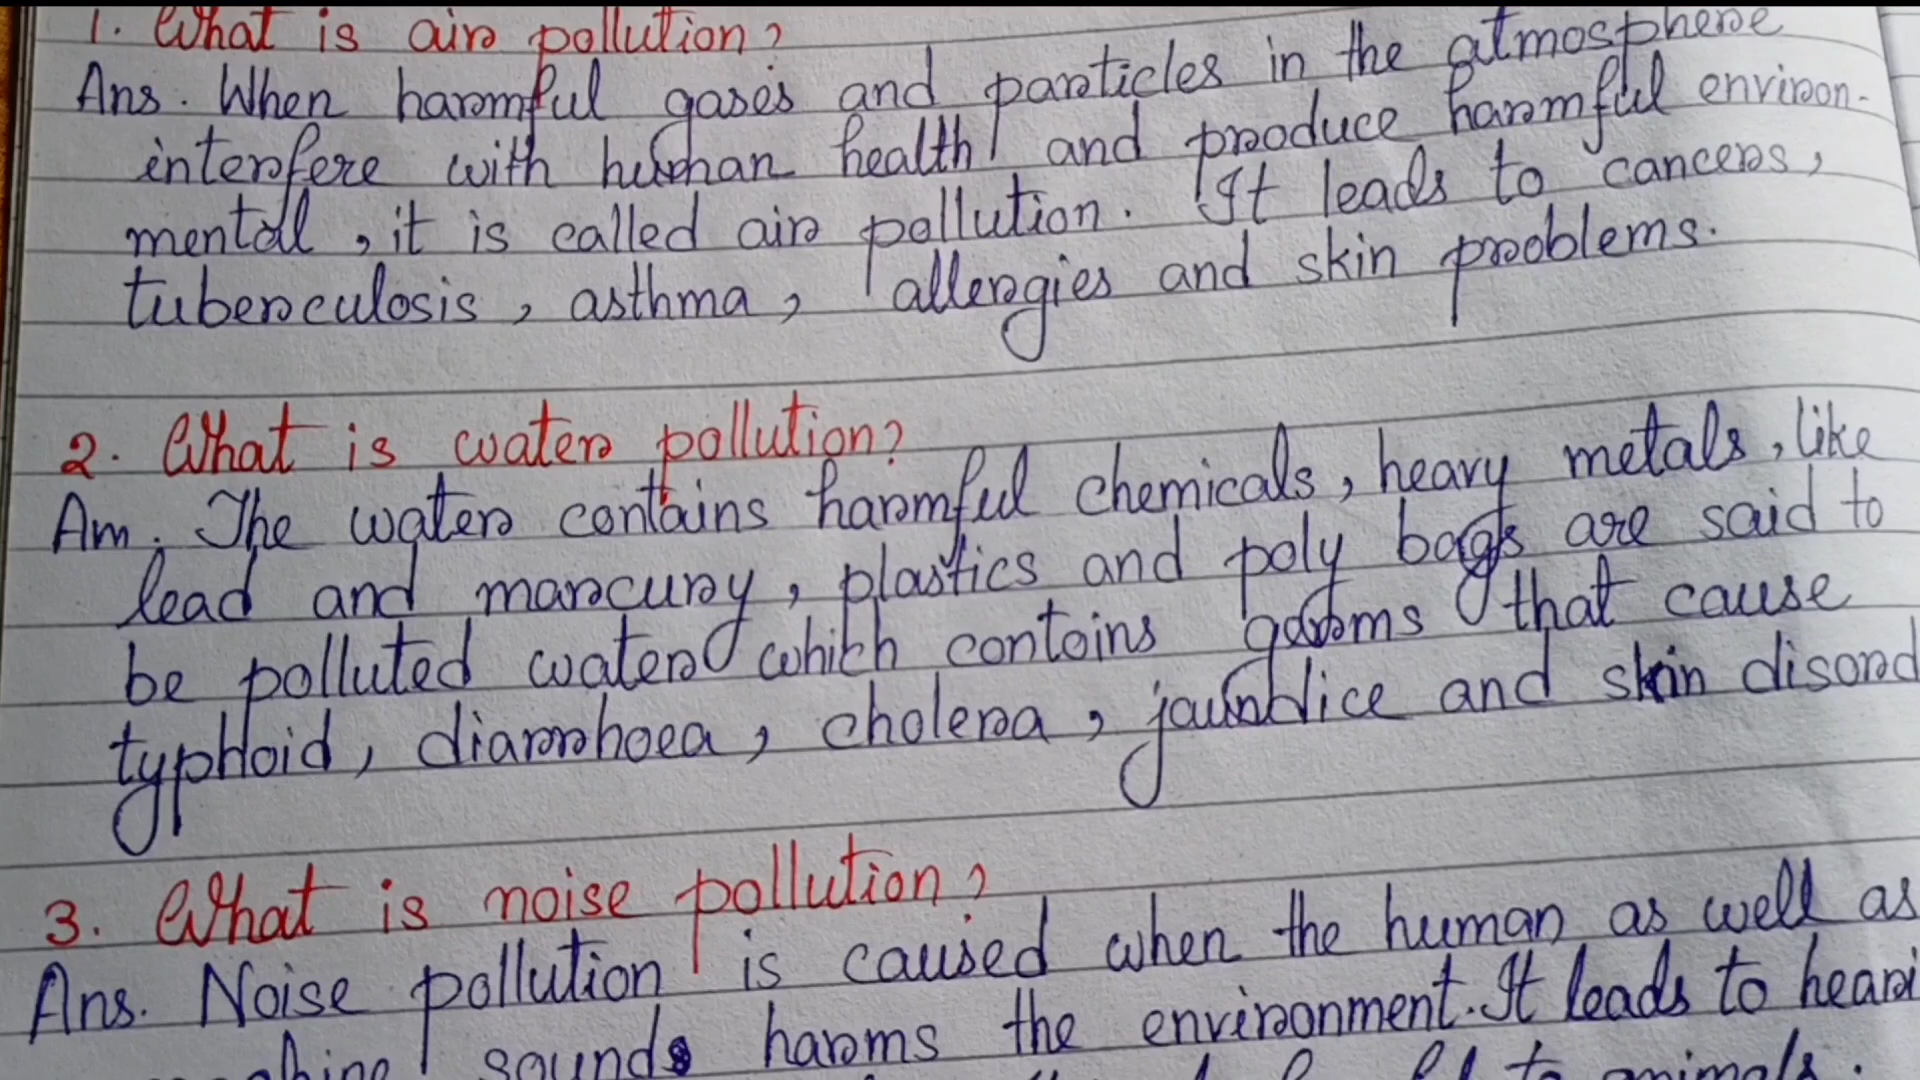 1. What is air pollution?
Ans. When harmful gases and particles in the atmosphere
interfere with human health and produce harmful environ-
mental, it is called air pollution. It leads to cancers,
tuberculosis, asthma, allergies and skin problems.
2. What is water pollution?
Am. The water contains harmful chemicals, heavy metals, like
lead and marcury, plastics and poly bags are said to
be polluted water which contains garms that cause
typhoid, diarrhoea, cholera, jaundice and skin disord
3. What is noise pollution?
Ans. Noise pollution is caused when the human as well as
sounds harms the environment. It leads to heari
to animals.